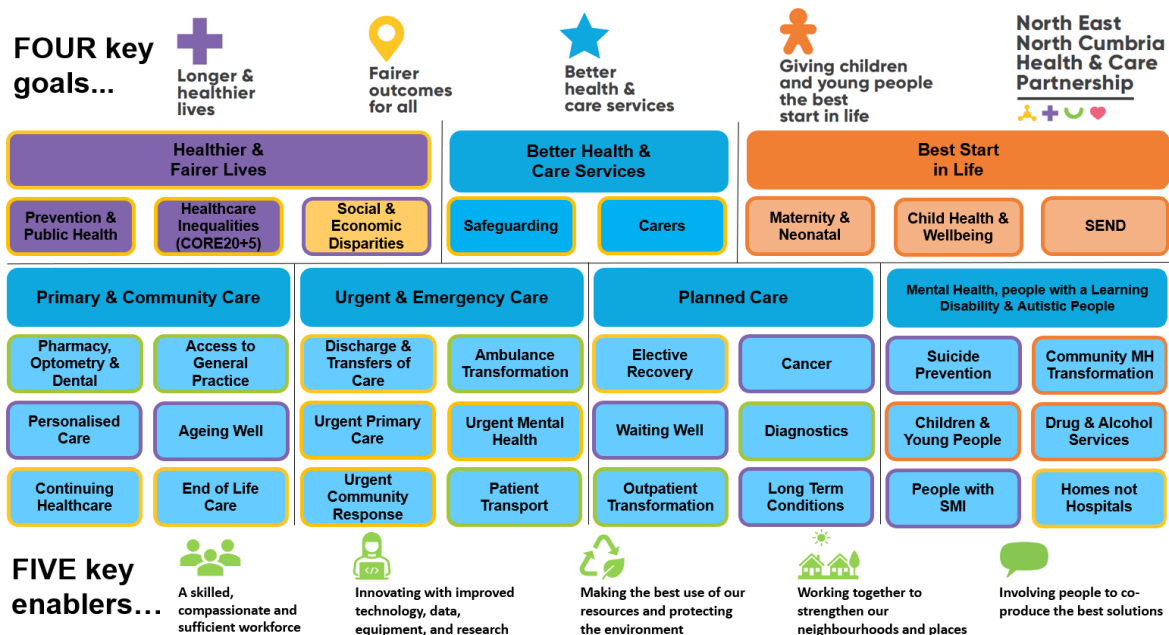 FOUR key
goals...
Longer &
healthier
lives
Fairer
outcomes
for all
Better
health &
care services
Giving children
and young people
the best
start in life
North East
North Cumbria
Health & Care
Partnership
Healthier &
Fairer Lives
Better Health &
Care Services
Best Start
in Life
Prevention &
Public Health
Healthcare
Inequalities
(CORE20+5)
Social &
Economic
Disparities
Safeguarding
Carers
Maternity &
Neonatal
Child Health &
Wellbeing
SEND
Primary & Community Care
Urgent & Emergency Care
Planned Care
Mental Health, people with a Learning
Disability & Autistic People
Pharmacy,
Optometry &
Dental
Access to
General
Practice
Discharge &
Transfers of
Care
Ambulance
Transformation
Elective
Recovery
Cancer
Suicide
Prevention
Community MH
Transformation
Personalised
Care
Ageing Well
Urgent Primary
Care
Urgent Mental
Health
Waiting Well
Diagnostics
Children &
Young People
Drug & Alcohol
Services
Continuing
Healthcare
End of Life
Care
Urgent
Community
Response
Patient
Transport
Outpatient
Transformation
Long Term
Conditions
People with
SMI
Homes not
Hospitals
FIVE key
enablers...
A skilled,
compassionate and
sufficient workforce
Innovating with improved
technology, data,
equipment, and research
Making the best use of our
resources and protecting
the environment
Working together to
strengthen our
neighbourhoods and places
Involving people to co-
produce the best solutions